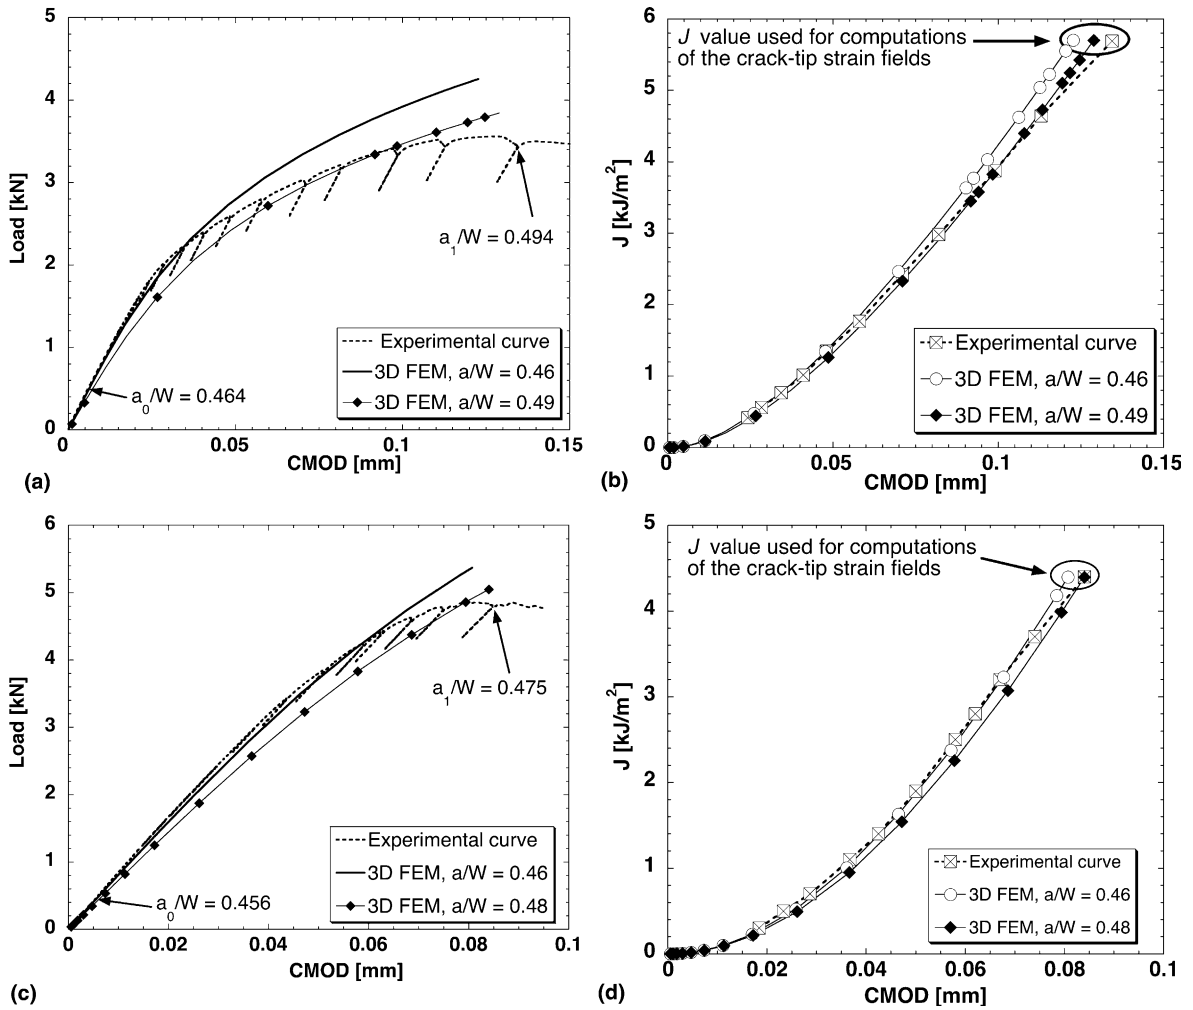 5
4
3
2
1
0
Load [kN]
a1/W = 0.494
a0/W = 0.464
Experimental curve
3D FEM, a/W = 0.46
3D FEM, a/W = 0.49
0.05
0.1
0.15
CMOD [mm]
(a)
6
5
4
3
2
1
0
J [kJ/m2]
J value used for computations
of the crack-tip strain fields
Experimental curve
3D FEM, a/W = 0.46
3D FEM, a/W = 0.49
0
0.05
0.1
0.15
CMOD [mm]
(b)
6
5
4
3
2
1
0
Load [kN]
a1/W = 0.475
a0/W = 0.456
Experimental curve
3D FEM, a/W = 0.46
3D FEM, a/W = 0.48
0
0.02
0.04
0.06
0.08
0.1
CMOD [mm]
(c)
5
4
3
2
1
0
J [kJ/m2]
J value used for computations
of the crack-tip strain fields
Experimental curve
3D FEM, a/W = 0.46
3D FEM, a/W = 0.48
0
0.02
0.04
0.06
0.08
0.1
CMOD [mm]
(d)